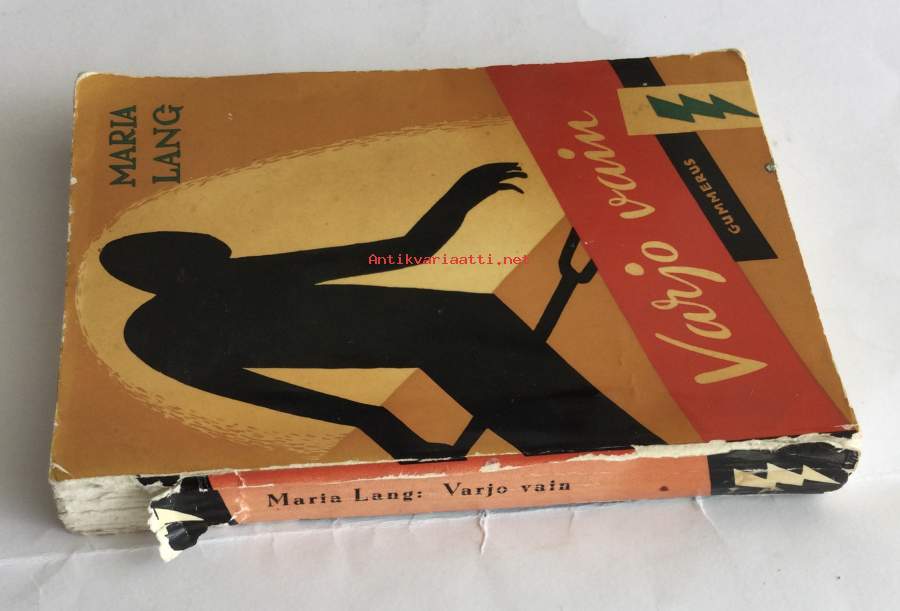 MARIA
LANG
Varjo vain
GUMMERUS
Antikvariaatti.net
Maria Lang: Varjo vain